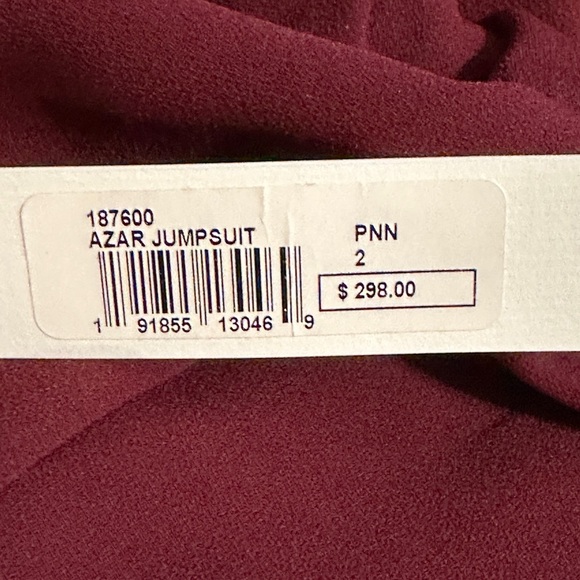 187600
AZAR JUMPSUIT
PNN
2
$ 298.00
1 91855 13046 9